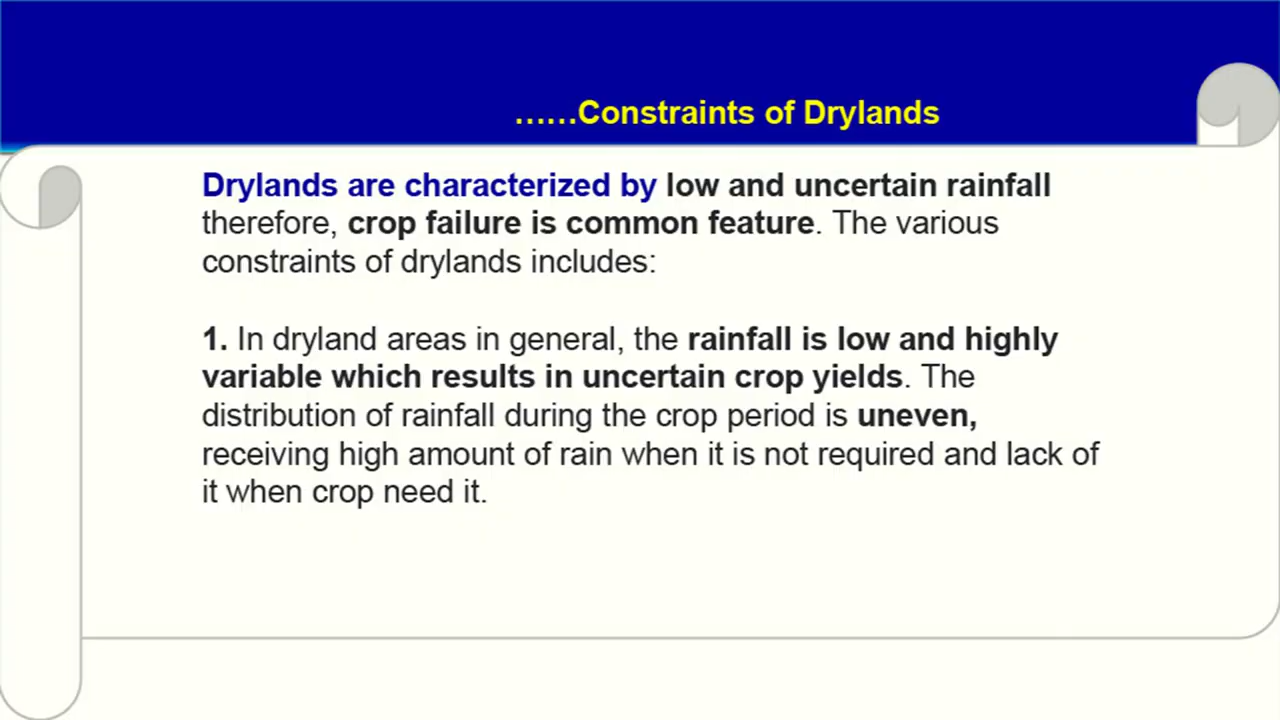 ......Constraints of Drylands
Drylands are characterized by low and uncertain rainfall
therefore, crop failure is common feature. The various
constraints of drylands includes:
1. In dryland areas in general, the rainfall is low and highly
variable which results in uncertain crop yields. The
distribution of rainfall during the crop period is uneven,
receiving high amount of rain when it is not required and lack of
it when crop need it.